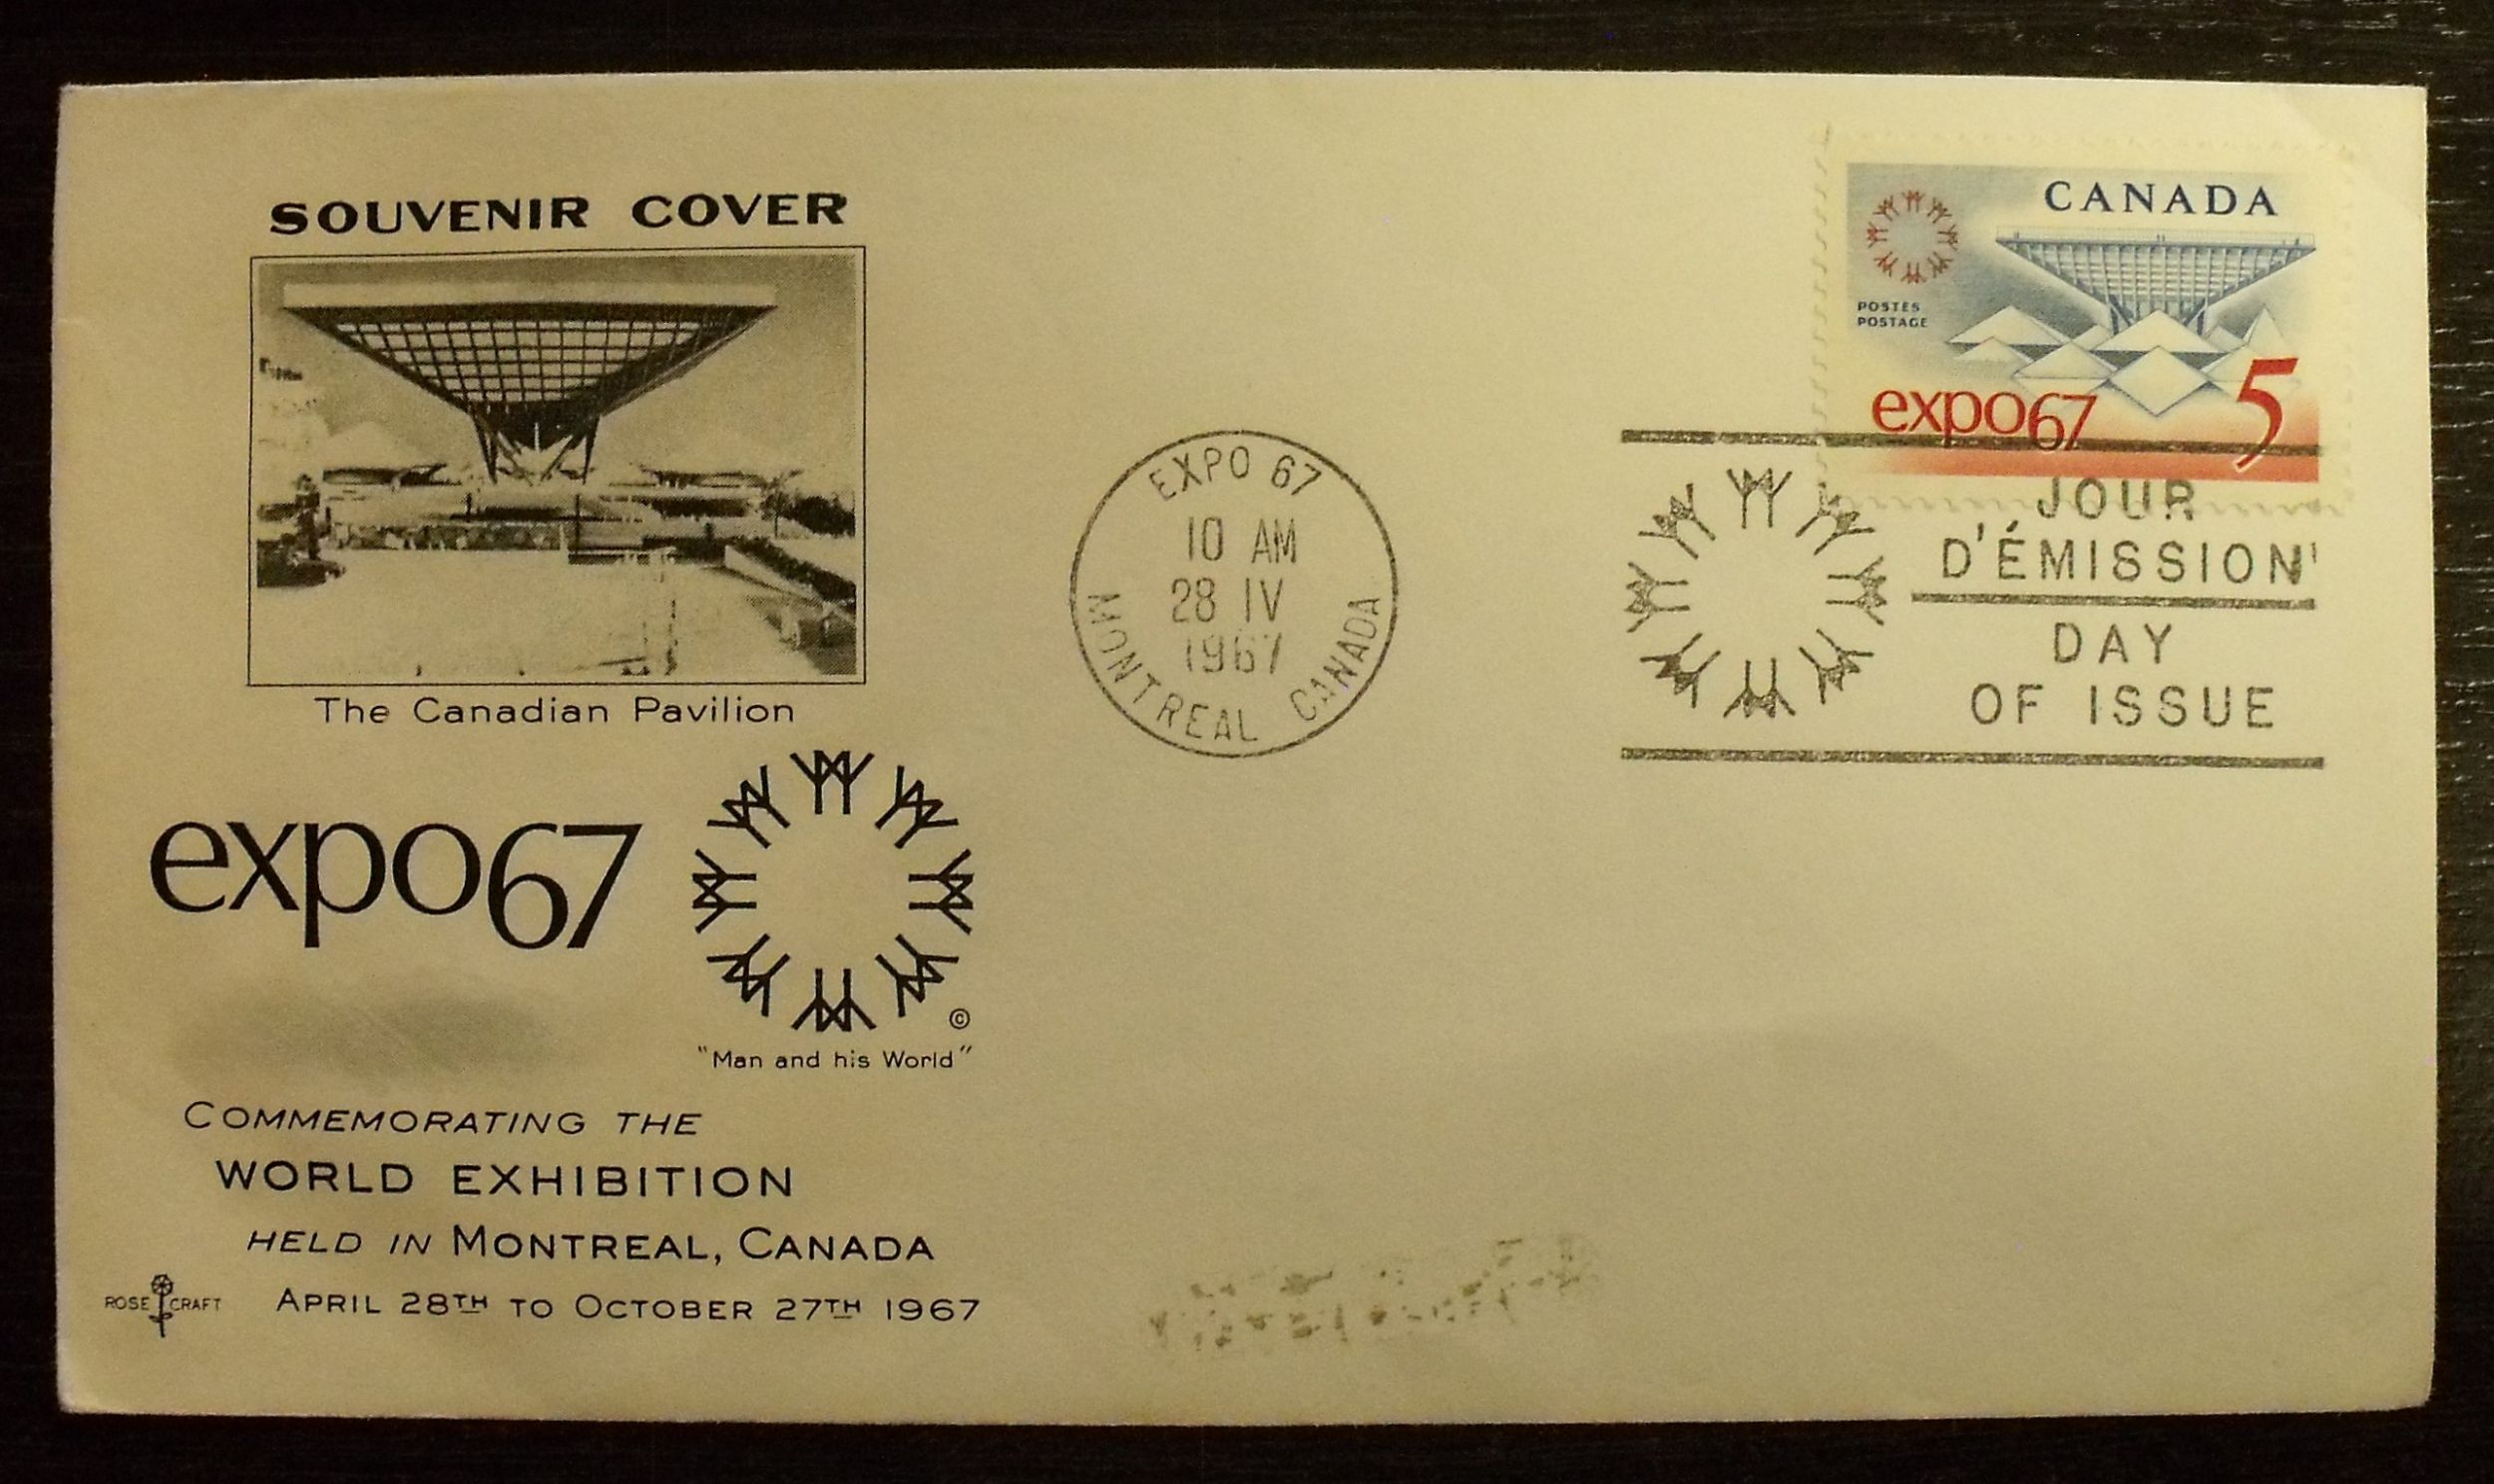 SOUVENIR COVER
The Canadian Pavilion
expo67
©
"Man and his World"
COMMEMORATING THE
WORLD EXHIBITION
HELD IN MONTREAL, CANADA
APRIL 28TH TO OCTOBER 27TH 1967
ROSE CRAFT
EXPO 67
10 AM
28 IV
1967
MONTREAL CANADA
CANADA
POSTES
POSTAGE
expo67
5
JOUR
D'ÉMISSION
DAY
OF ISSUE